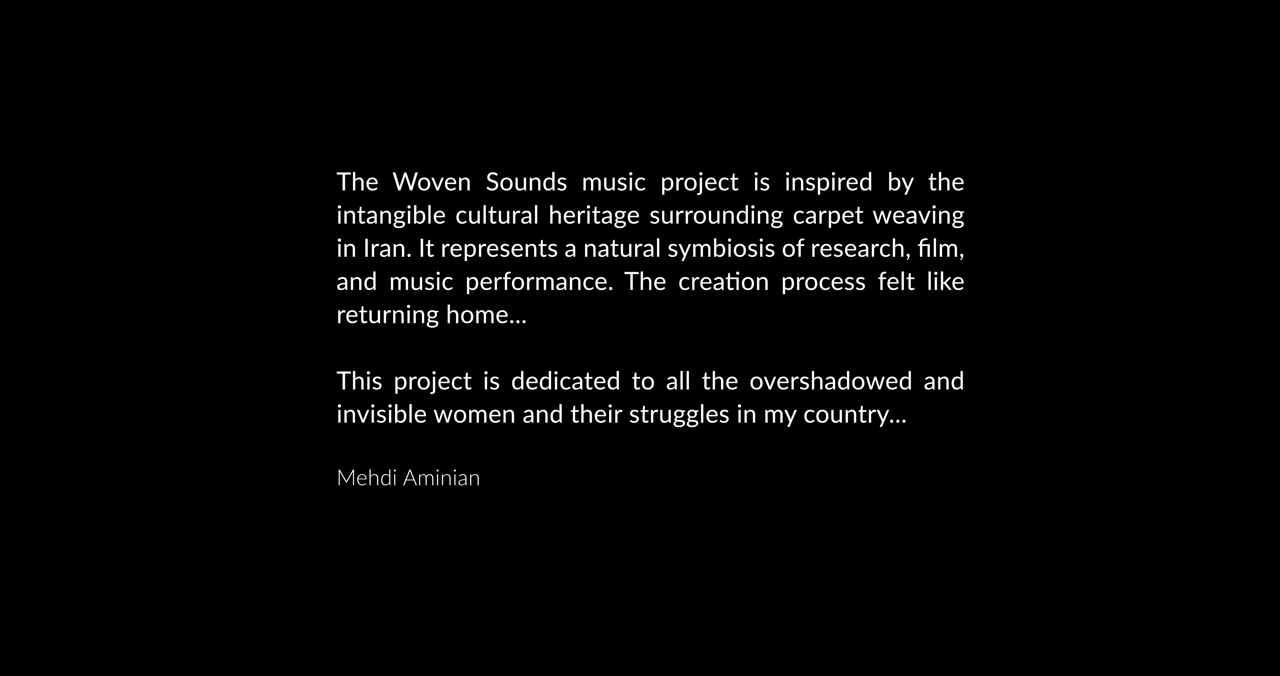 The Woven Sounds music project is inspired by the
intangible cultural heritage surrounding carpet weaving
in Iran. It represents a natural symbiosis of research, film,
and music performance. The creation process felt like
returning home...
This project is dedicated to all the overshadowed and
invisible women and their struggles in my country...
Mehdi Aminian